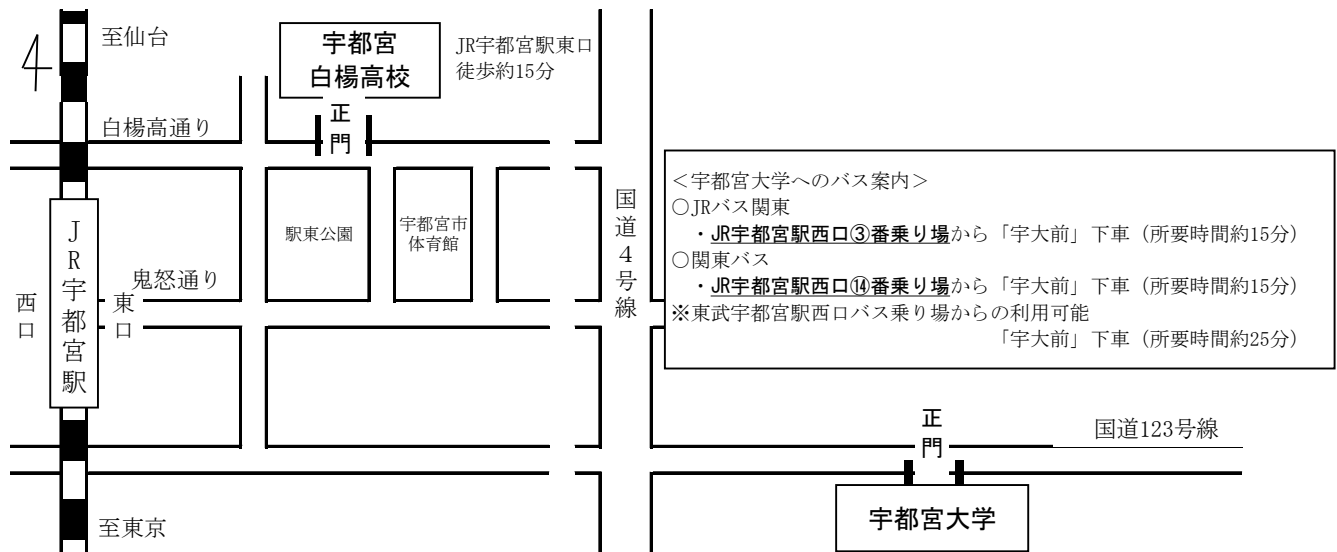 4
至仙台
宇都宮
白楊高校
JR宇都宮駅東口
徒歩約15分
正門
白楊高通り
駅東公園
宇都宮市
体育館
国道4号線
JR宇都宮駅
西口
東口
鬼怒通り
<宇都宮大学へのバス案内>
○JRバス関東
・JR宇都宮駅西口③番乗り場から「宇大前」下車（所要時間約15分）
○関東バス
・JR宇都宮駅西口⑭番乗り場から「宇大前」下車（所要時間約15分）
※東武宇都宮駅西口バス乗り場からの利用可能
「宇大前」下車（所要時間約25分）
正門
国道123号線
宇都宮大学
至東京